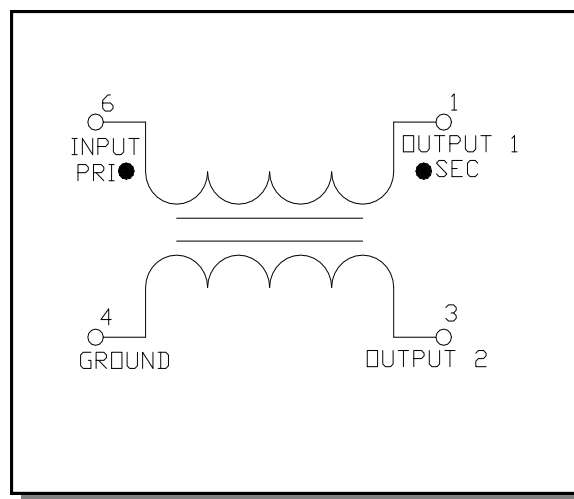 6
1
INPUT
OUTPUT 1
PRI
SEC
4
3
GROUND
OUTPUT 2